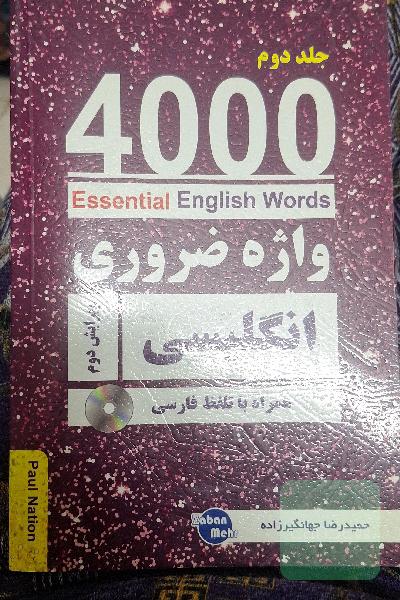 جلد دوم
4000
Essential English Words
واژه ضروری
انگلیسی
ویرایش دوم
همراه با تلفظ فارسی
Paul Nation
Zaban
Mehr
حمیدرضا جهانگیرزاده